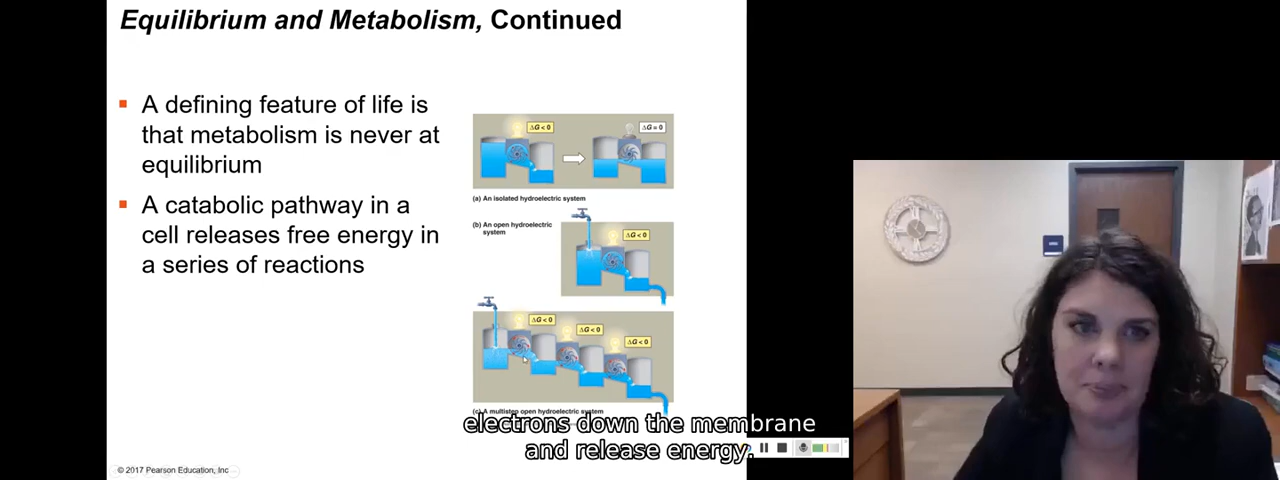 Equilibrium and Metabolism, Continued
▪ A defining feature of life is
that metabolism is never at
equilibrium
▪ A catabolic pathway in a
cell releases free energy in
a series of reactions
ΔG < 0
ΔG = 0
(a) An isolated hydroelectric system
(b) An open hydroelectric
system
ΔG < 0
ΔG < 0
ΔG < 0
ΔG < 0
(c) A multistep open hydroelectric system
electrons down the membrane
and release energy.
© 2017 Pearson Education, Inc